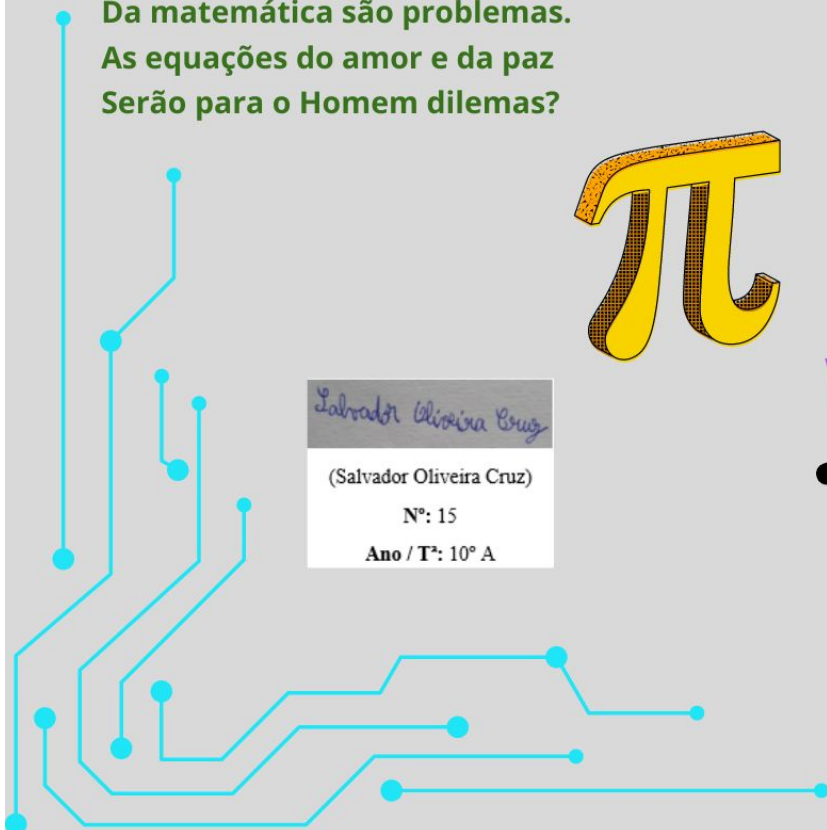 Da matemática são problemas.
As equações do amor e da paz
Serão para o Homem dilemas?
π
Salvador Oliveira Cruz
(Salvador Oliveira Cruz)
Nº: 15
Ano / Tª: 10º A